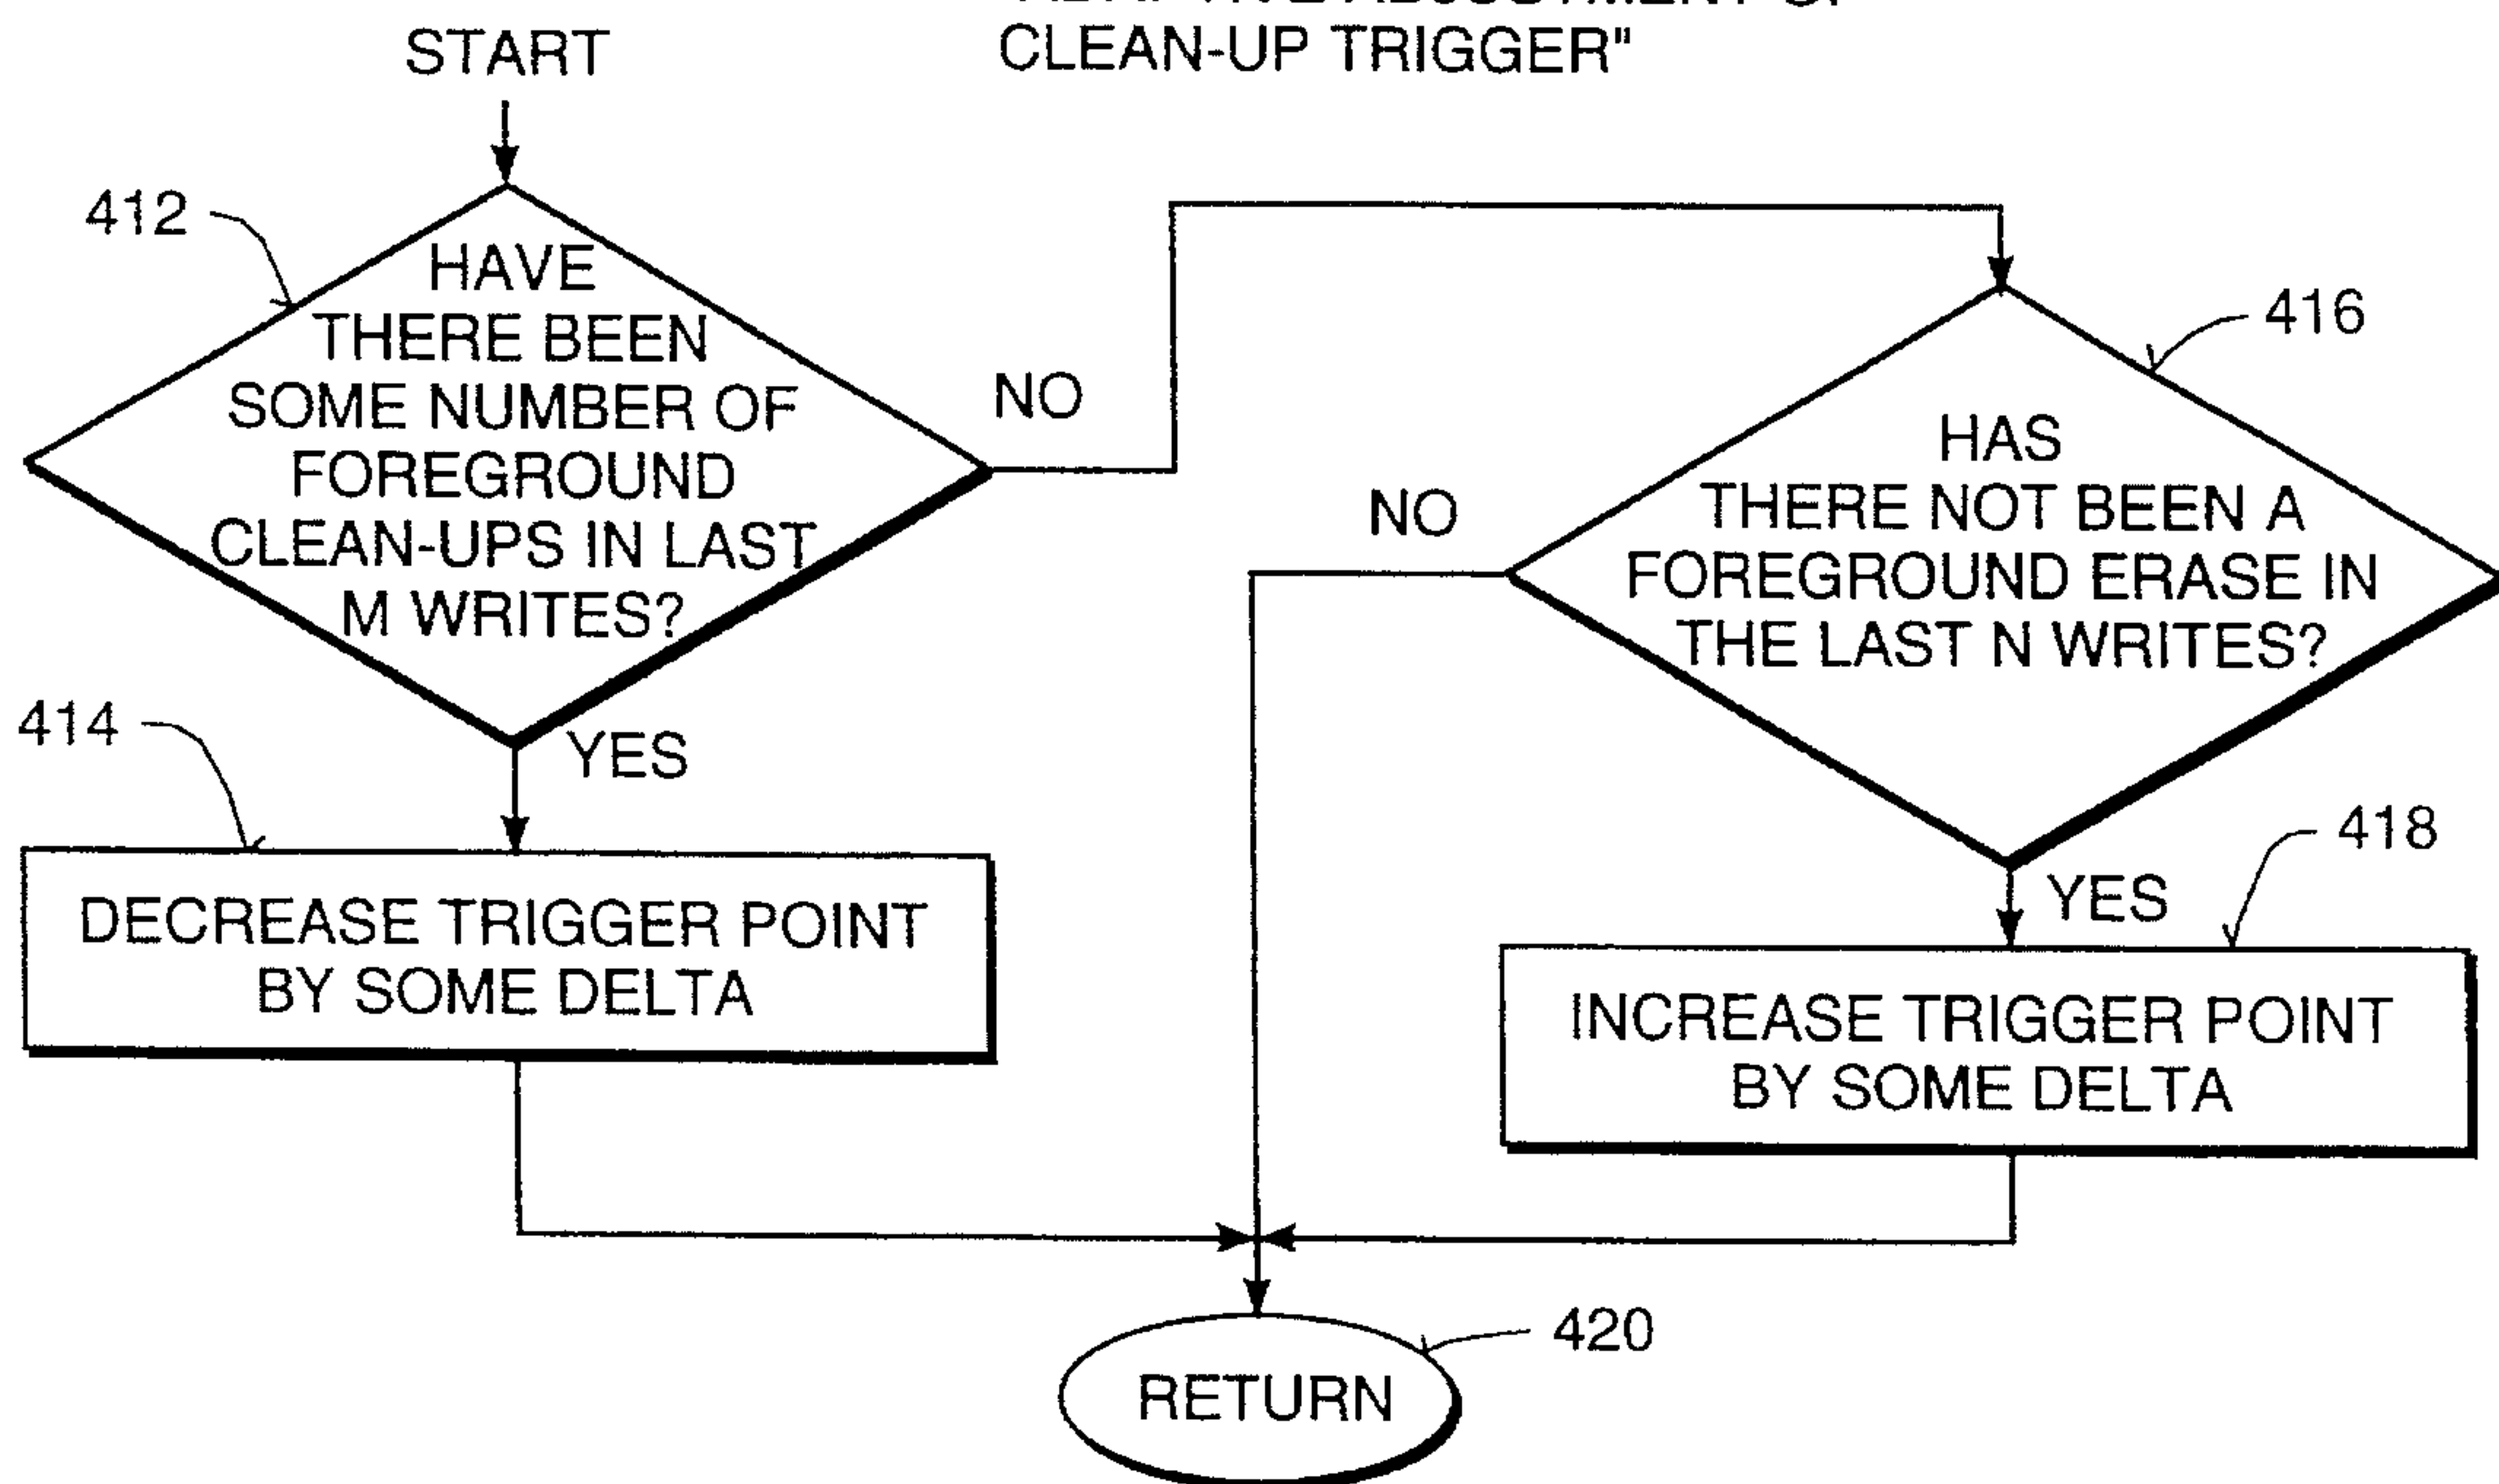 CLEAN-UP TRIGGER"
START
412
HAVE
THERE BEEN
SOME NUMBER OF
FOREGROUND
CLEAN-UPS IN LAST
M WRITES?
NO
416
HAS
THERE NOT BEEN A
FOREGROUND ERASE IN
THE LAST N WRITES?
NO
YES
414
DECREASE TRIGGER POINT
BY SOME DELTA
YES
418
INCREASE TRIGGER POINT
BY SOME DELTA
420
RETURN